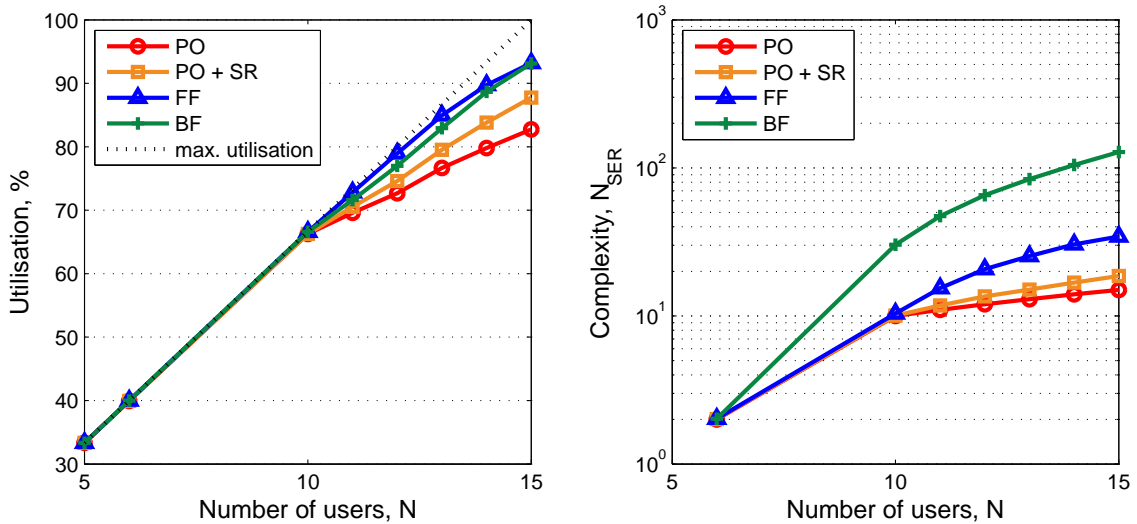 100
90
80
70
60
50
40
30
5
10
15
Utilisation, %
Number of users, N
PO
PO + SR
FF
BF
max. utilisation
10^3
10^2
10^1
10^0
5
10
15
Complexity, N_SER
Number of users, N
PO
PO + SR
FF
BF